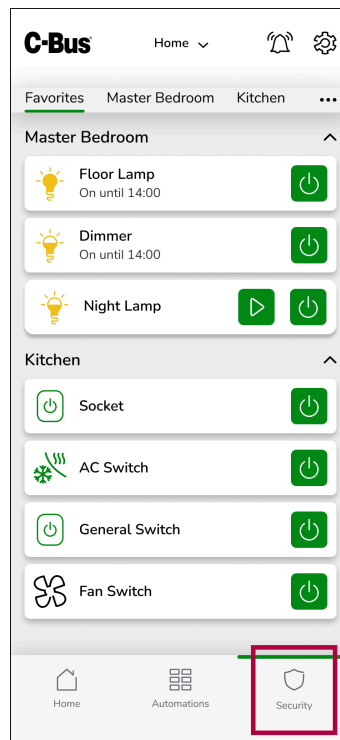 C-Bus
Home
Favorites Master Bedroom Kitchen ...
Master Bedroom
Floor Lamp
On until 14:00
Dimmer
On until 14:00
Night Lamp
Kitchen
Socket
AC Switch
General Switch
Fan Switch
Home Automations Security